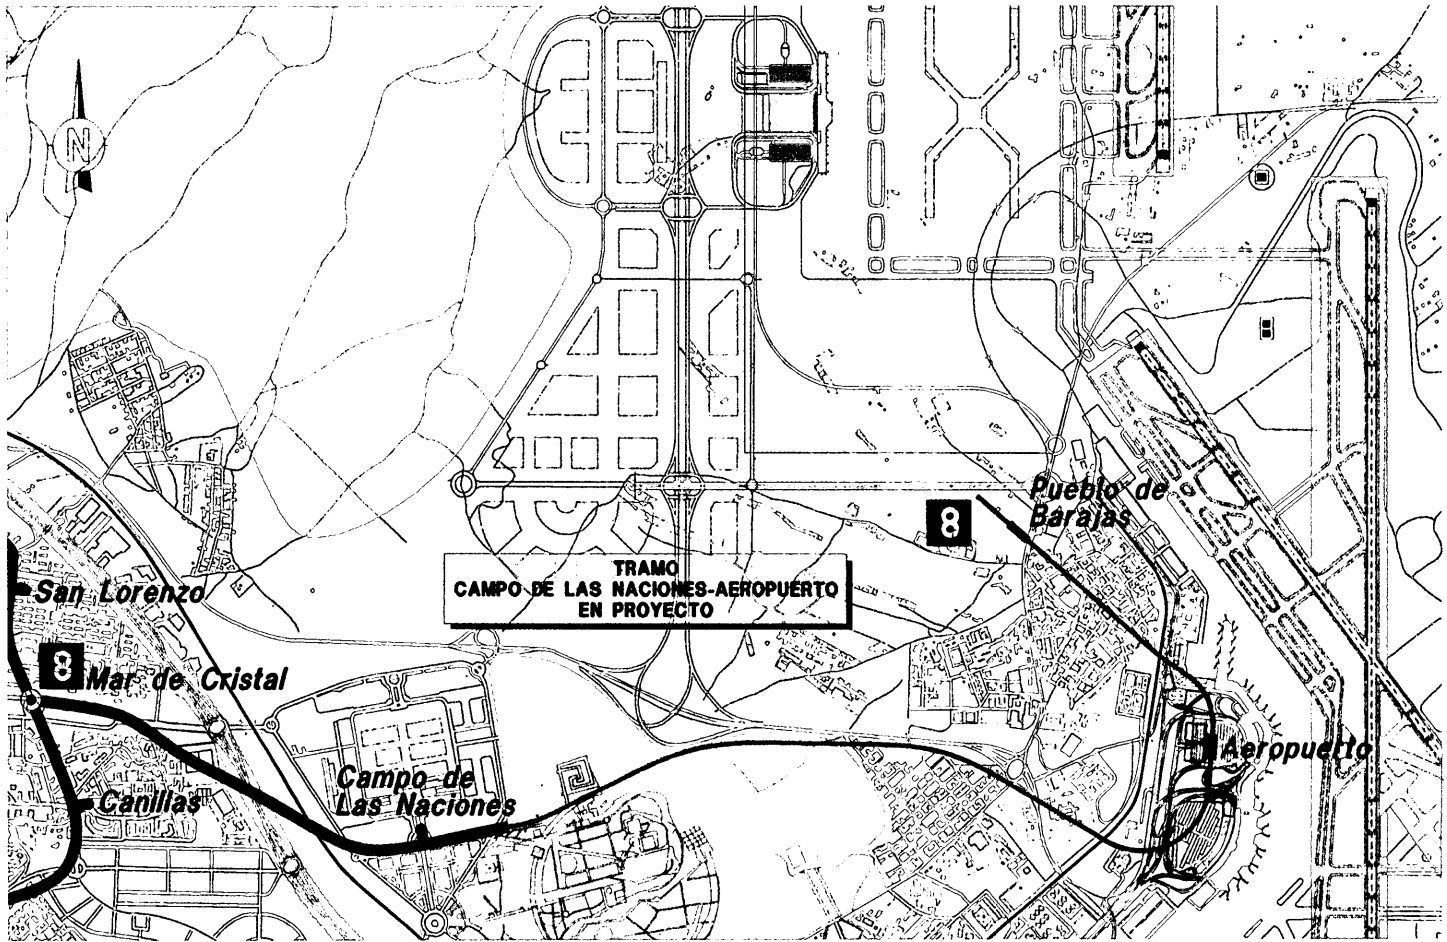 N
8
Pueblo de
Barajas
TRAMO
CAMPO DE LAS NACIONES-AEROPUERTO
EN PROYECTO
San Lorenzo
8
Mar de Cristal
Aeropuerto
Campo de
Las Naciones
Canillas